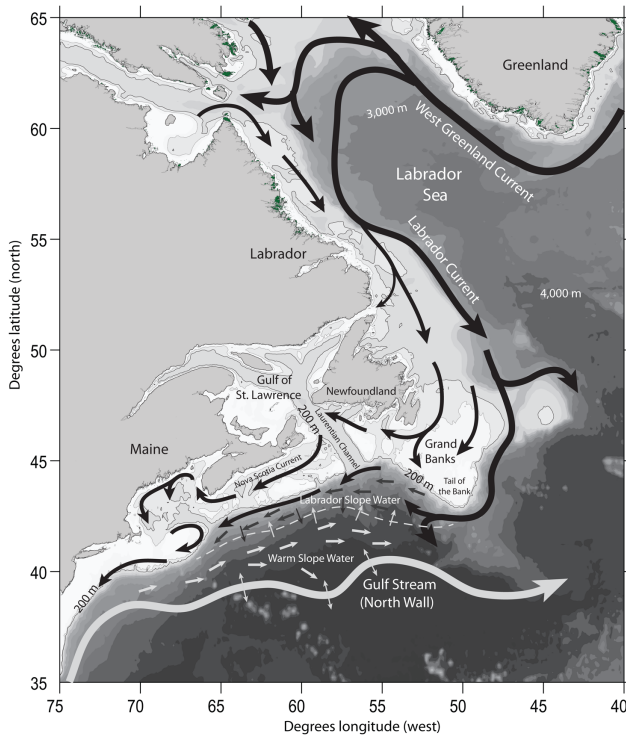 65
60
55
50
45
40
35
75
70
65
60
55
50
45
40
Degrees latitude (north)
Degrees longitude (west)
Greenland
3,000 m
West Greenland Current
Labrador
Sea
Labrador Current
Labrador
4,000 m
Gulf of
St. Lawrence
Newfoundland
200 m
Laurentian Channel
Maine
Grand
Banks
Nova Scotia Current
200 m
Tail of
the Bank
Labrador Slope Water
Warm Slope Water
200 m
Gulf Stream
(North Wall)